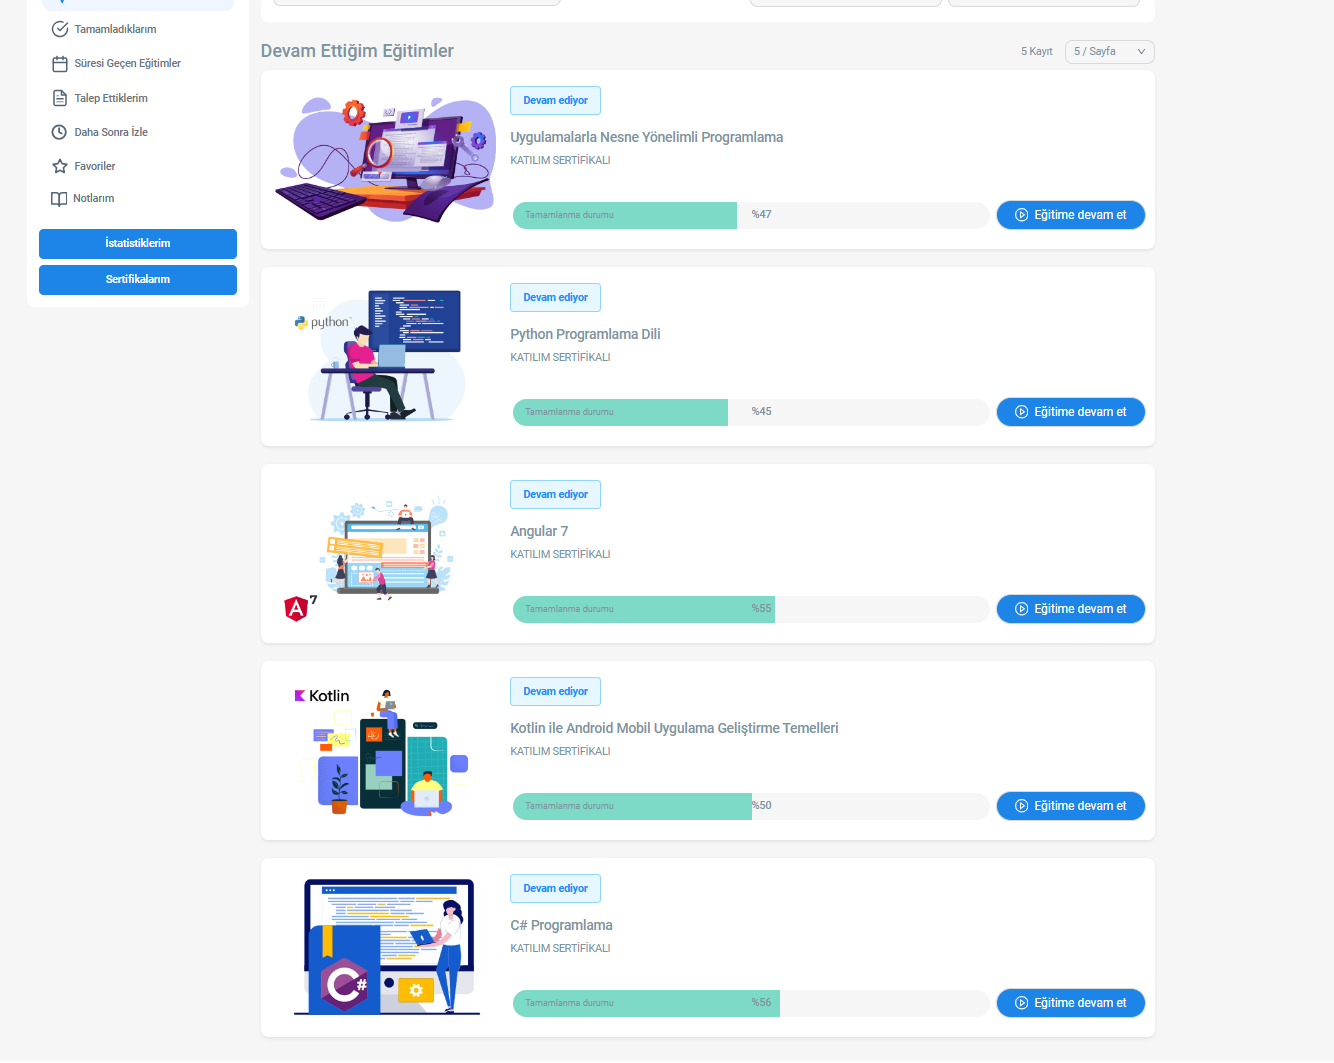 Tamamladıklarım
Süresi Geçen Eğitimler
Talep Ettiklerim
Daha Sonra İzle
Favoriler
Notlarım
İstatistiklerim
Sertifikalarım
Devam Ettiğim Eğitimler
5 Kayıt
5 / Sayfa
Devam ediyor
Uygulamalarla Nesne Yönelimli Programlama
KATILIM SERTİFİKALI
Tamamlanma durumu %47
Eğitime devam et
python
Devam ediyor
Python Programlama Dili
KATILIM SERTİFİKALI
Tamamlanma durumu %45
Eğitime devam et
A 7
Devam ediyor
Angular 7
KATILIM SERTİFİKALI
Tamamlanma durumu %55
Eğitime devam et
Kotlin
Devam ediyor
Kotlin ile Android Mobil Uygulama Geliştirme Temelleri
KATILIM SERTİFİKALI
Tamamlanma durumu %50
Eğitime devam et
C#
Devam ediyor
C# Programlama
KATILIM SERTİFİKALI
Tamamlanma durumu %56
Eğitime devam et